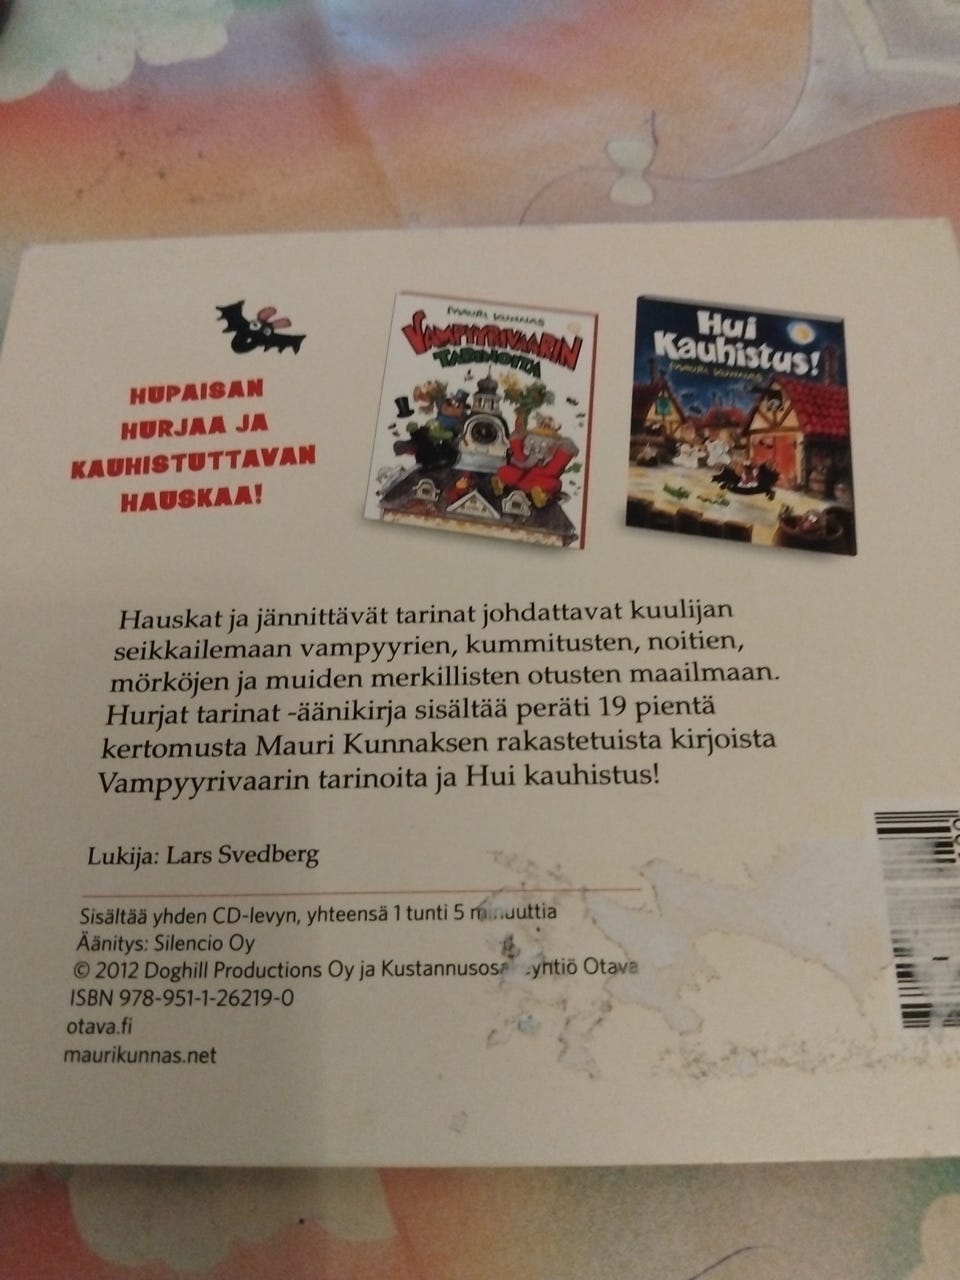 HUPAISAN
HURJAA JA
KAUHISTUTTAVAN
HAUSKAA!
MAURI KUNNAS
VAMPYYRIVAARIN
TARINOITA
Hui
Kauhistus!
MAURI KUNNAS
Hauskat ja jännittävät tarinat johdattavat kuulijan
seikkailemaan vampyyrien, kummitusten, noitien,
mörköjen ja muiden merkillisten otusten maailmaan.
Hurjat tarinat -äänikirja sisältää peräti 19 pientä
kertomusta Mauri Kunnaksen rakastetuista kirjoista
Vampyyrivaarin tarinoita ja Hui kauhistus!
Lukija: Lars Svedberg
Sisältää yhden CD-levyn, yhteensä 1 tunti 5 minuuttia
Äänitys: Silencio Oy
© 2012 Doghill Productions Oy ja Kustannusosakeyhtiö Otava
ISBN 978-951-1-26219-0
otava.fi
maurikunnas.net